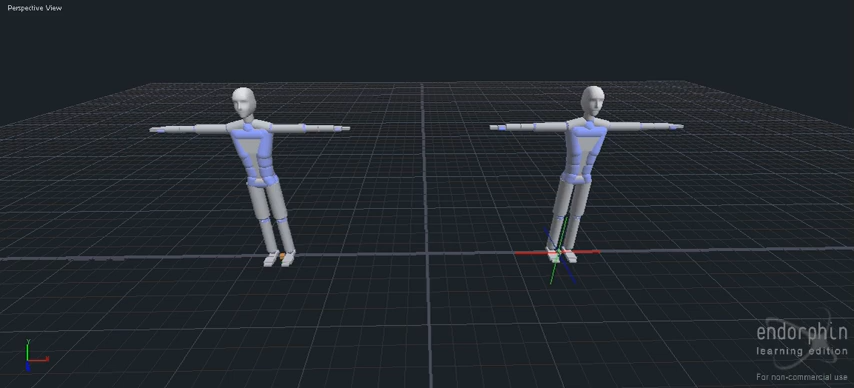 Perspective View
y
x
endorphin
learning edition
For non-commercial use